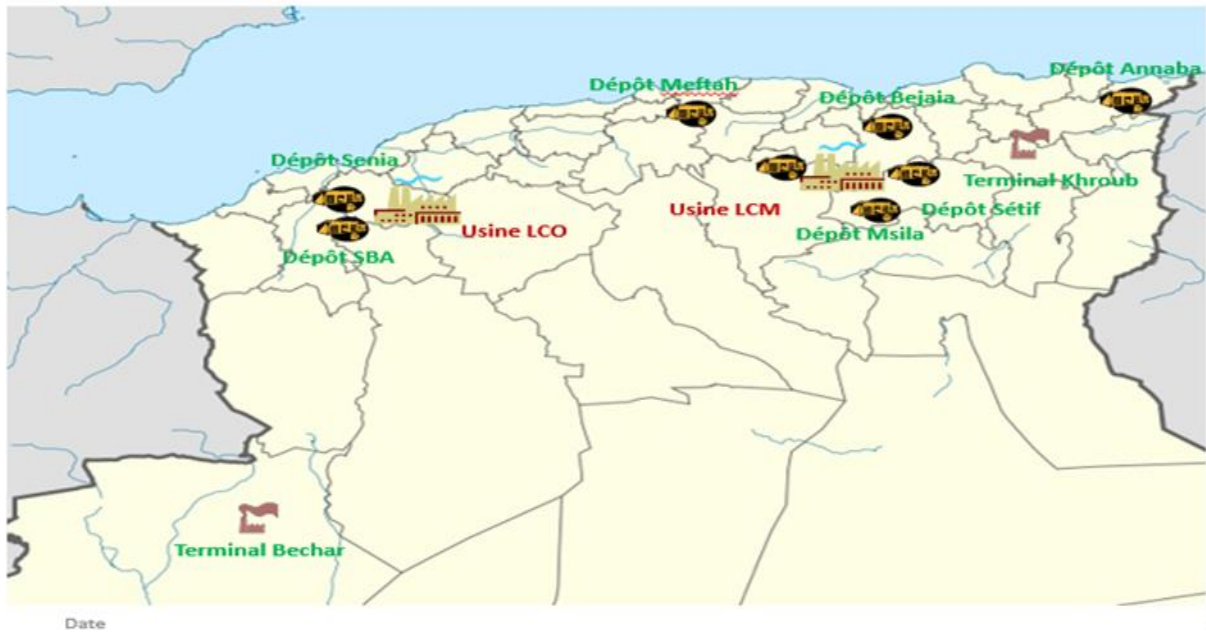 Dépôt Annaba
Dépôt Meftah
Dépôt Bejaia
Dépôt Senia
Terminal Khroub
Usine LCM
Dépôt Sétif
Usine LCO
Dépôt Msila
Dépôt SBA
Terminal Bechar
Date